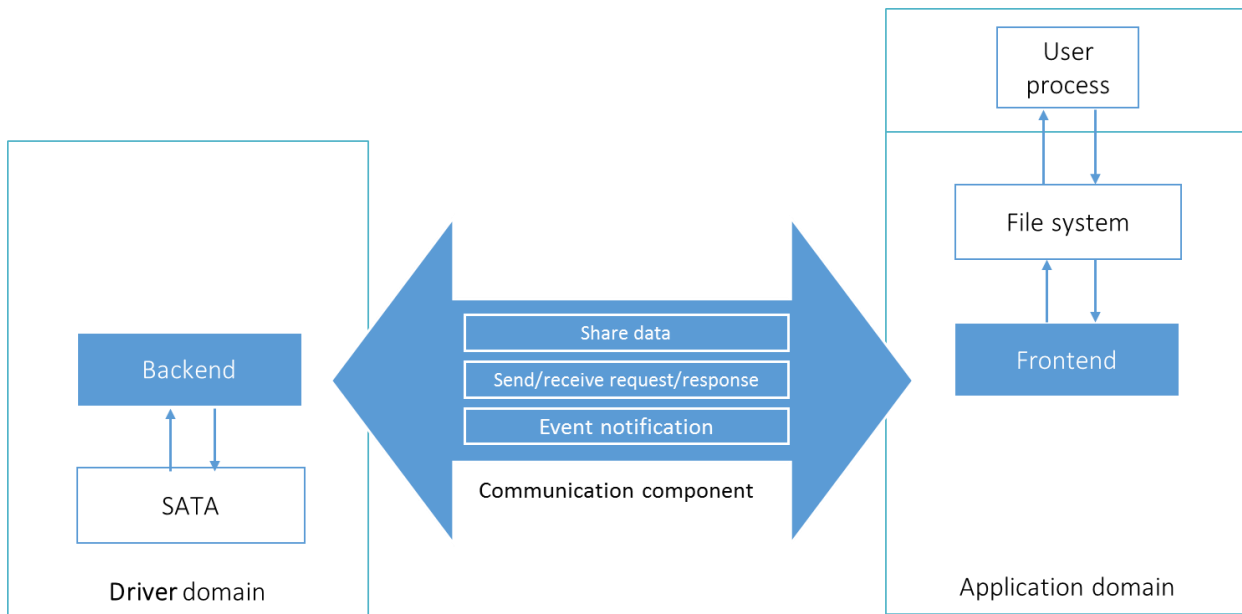 User
process
File system
Frontend
Application domain
Share data
Send/receive request/response
Event notification
Communication component
Backend
SATA
Driver domain